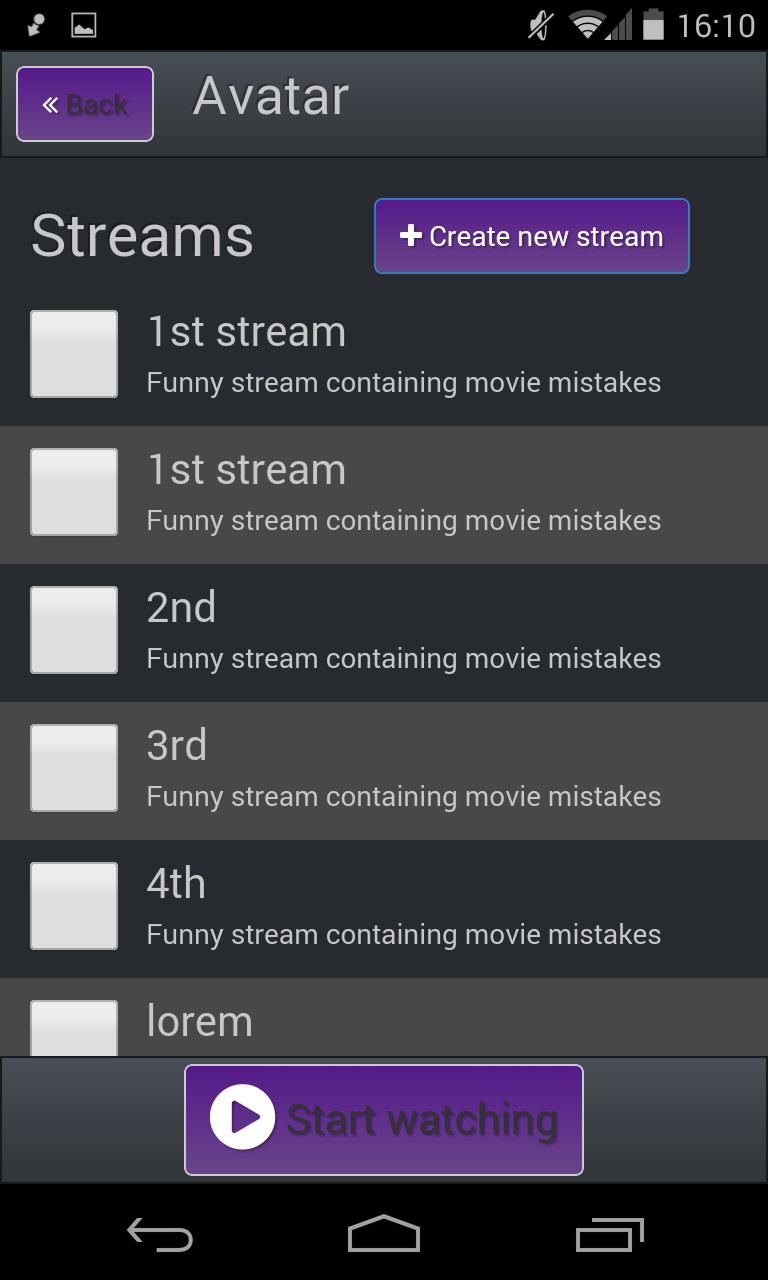 16:10
« Back
Avatar
Streams
Create new stream
1st stream
Funny stream containing movie mistakes
1st stream
Funny stream containing movie mistakes
2nd
Funny stream containing movie mistakes
3rd
Funny stream containing movie mistakes
4th
Funny stream containing movie mistakes
lorem
Start watching